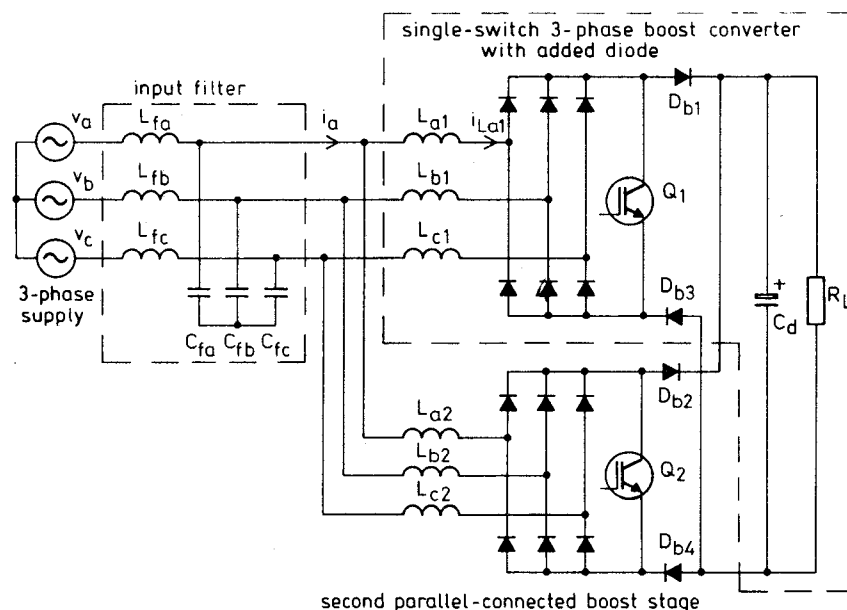 single-switch 3-phase boost converter
with added diode
input filter
v_a
L_fa
i_a
L_a1
i_La1
D_b1
v_b
L_fb
L_b1
Q_1
v_c
L_fc
L_c1
3-phase
supply
C_fa
C_fb
C_fc
D_b3
+
C_d
R_L
D_b2
L_a2
L_b2
L_c2
Q_2
D_b4
second parallel-connected boost stage